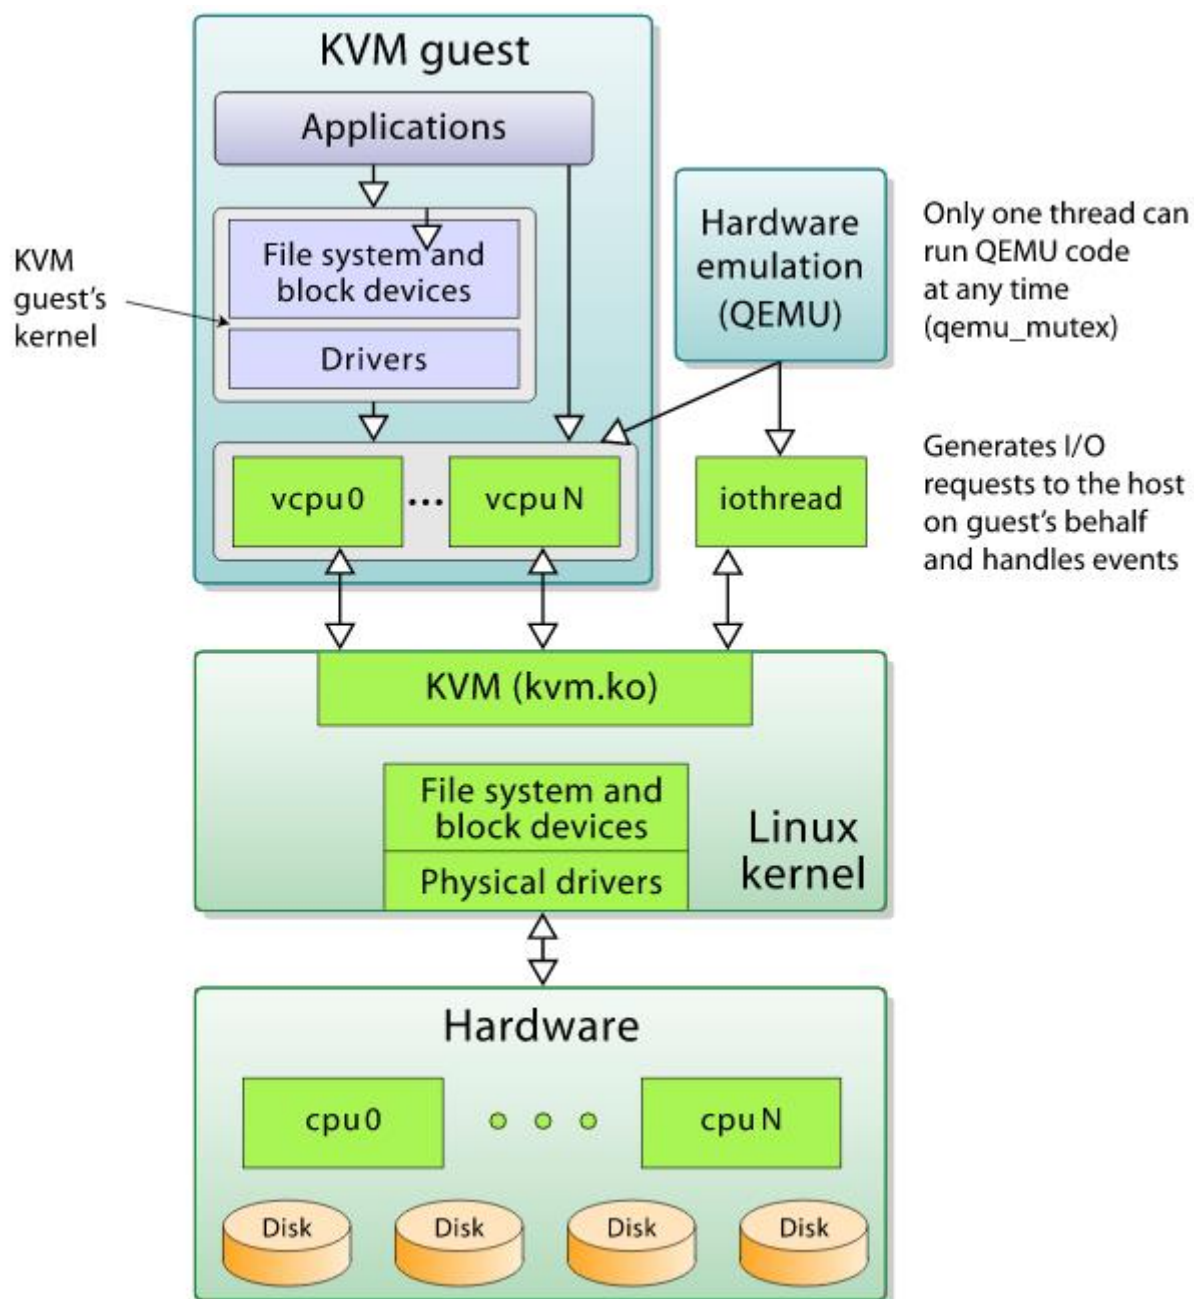 KVM guest
Applications
File system and
block devices
Drivers
KVM
guest's
kernel
vcpu0
...
vcpuN
Hardware
emulation
(QEMU)
Only one thread can
run QEMU code
at any time
(qemu_mutex)
iothread
Generates I/O
requests to the host
on guest's behalf
and handles events
KVM (kvm.ko)
File system and
block devices
Physical drivers
Linux
kernel
Hardware
cpu0
cpuN
Disk
Disk
Disk
Disk